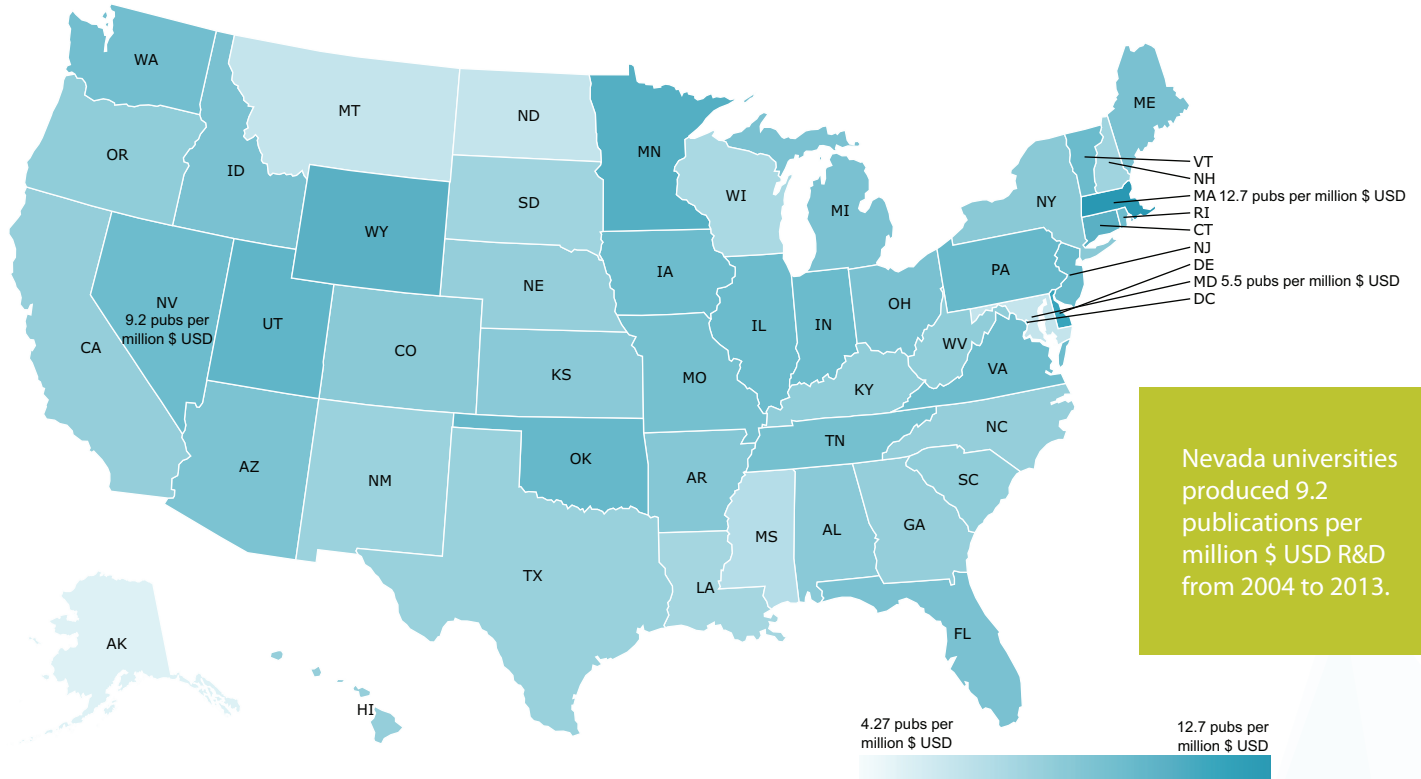 WA
MT
ND
ME
OR
ID
MN
VT
NH
MA 12.7 pubs per million $ USD
RI
CT
NJ
DE
MD 5.5 pubs per million $ USD
DC
SD
WI
MI
NY
WY
IA
PA
NE
NV
9.2 pubs per
million $ USD
UT
IL
IN
OH
CA
CO
WV
VA
KS
MO
KY
NC
TN
AZ
NM
OK
AR
SC
MS
AL
GA
TX
LA
FL
AK
HI
Nevada universities
produced 9.2
publications per
million $ USD R&D
from 2004 to 2013.
4.27 pubs per
million $ USD
12.7 pubs per
million $ USD